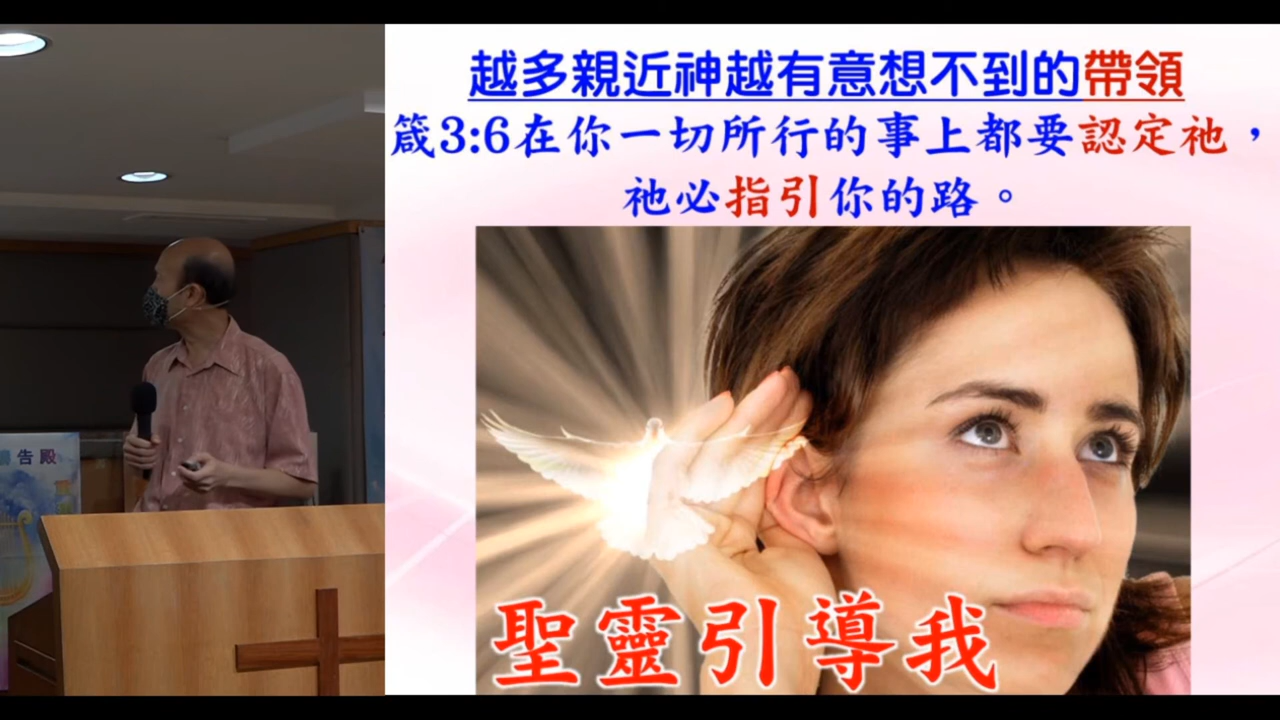 越多親近神越有意想不到的帶領
箴3:6在你一切所行的事上都要認定祂，
祂必指引你的路。
聖靈引導我
告殿